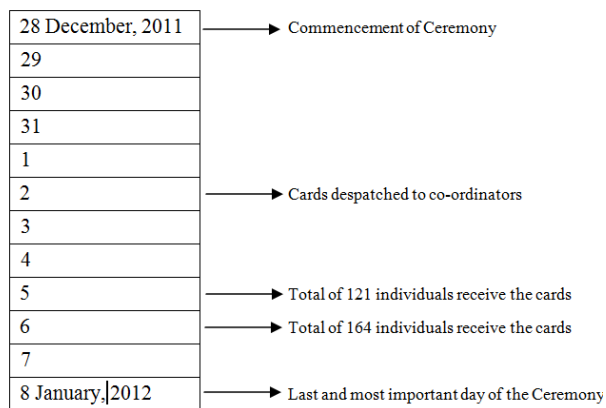 28 December, 2011 Commencement of Ceremony
29
30
31
1
2 Cards despatched to co-ordinators
3
4
5 Total of 121 individuals receive the cards
6 Total of 164 individuals receive the cards
7
8 January, 2012 Last and most important day of the Ceremony